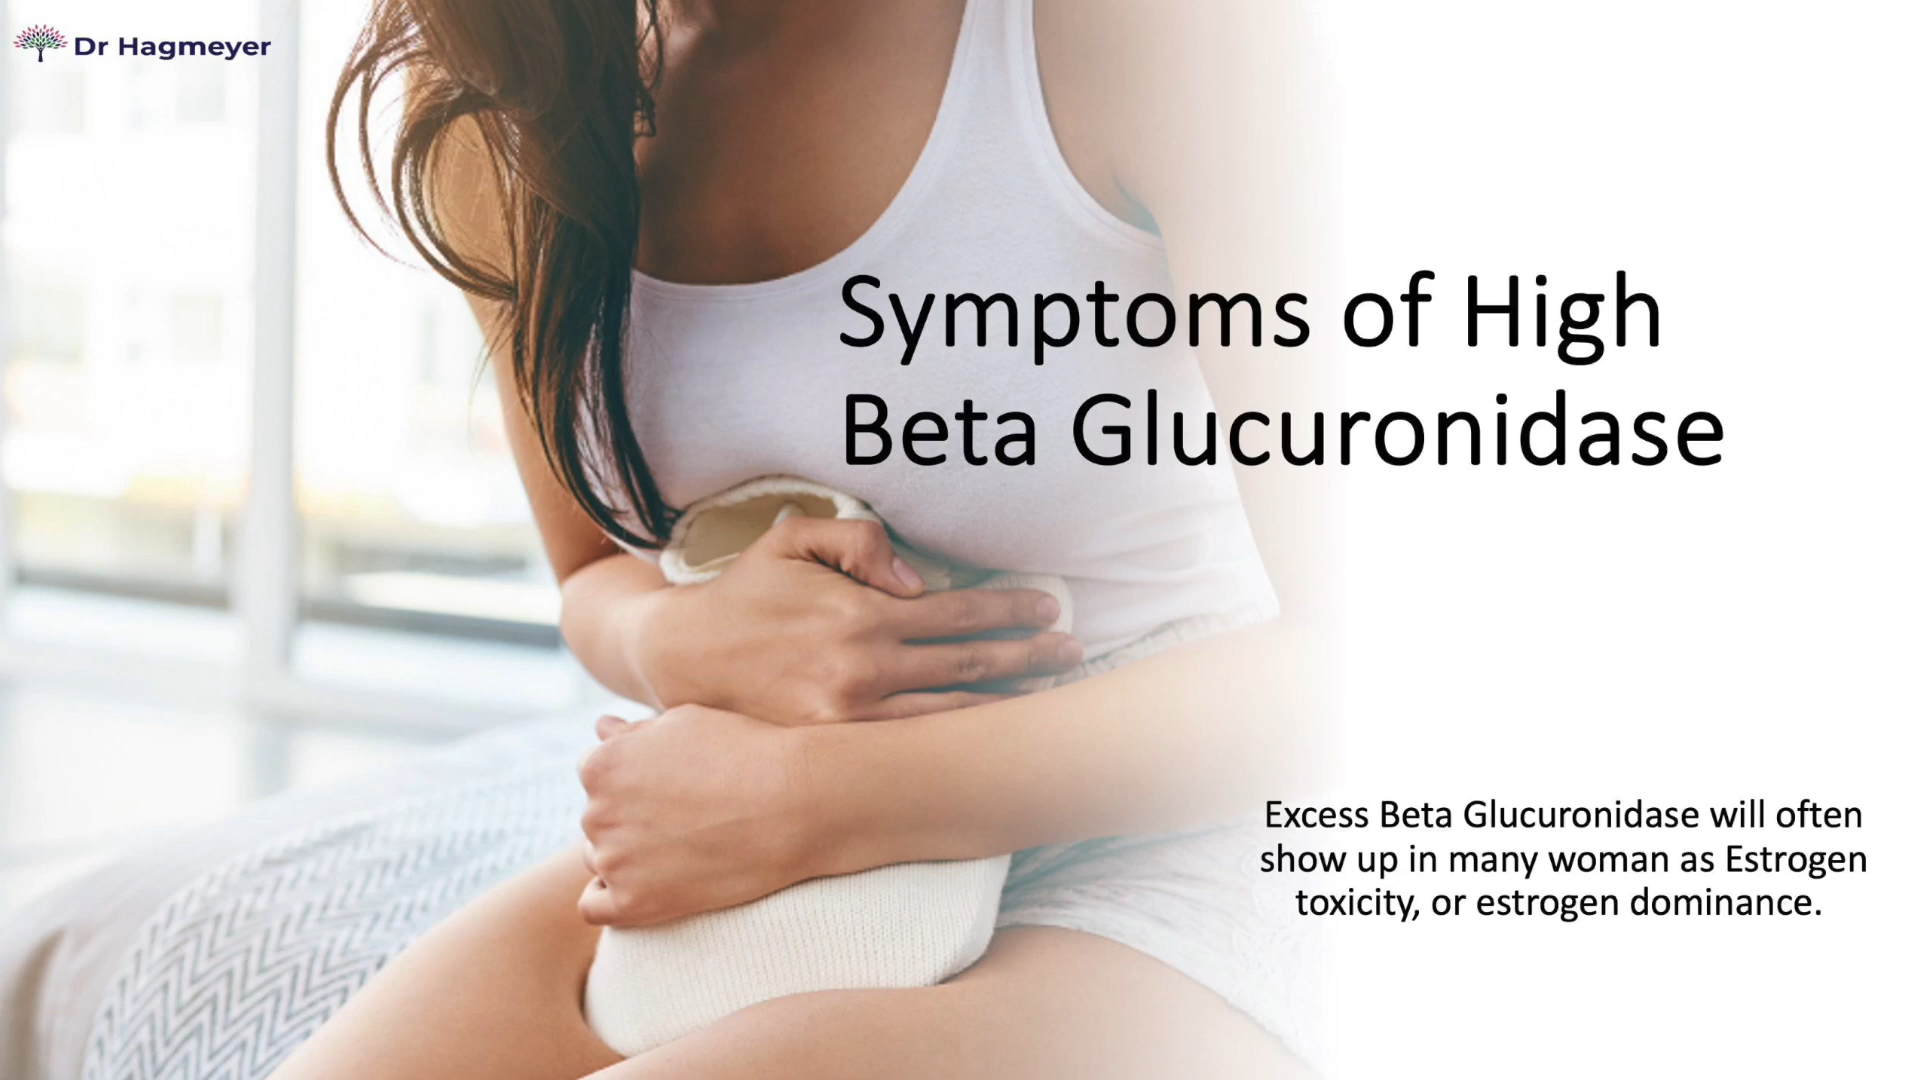 Dr Hagmeyer
Symptoms of High
Beta Glucuronidase
Excess Beta Glucuronidase will often
show up in many woman as Estrogen
toxicity, or estrogen dominance.